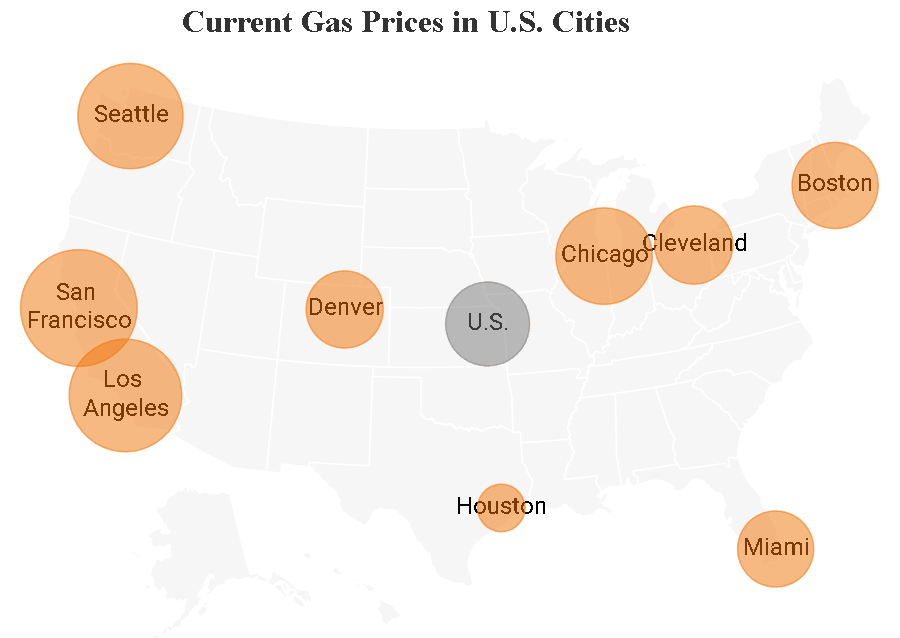 Current Gas Prices in U.S. Cities
Seattle
Boston
Chicago
Cleveland
San
Francisco
Denver
U.S.
Los
Angeles
Houston
Miami